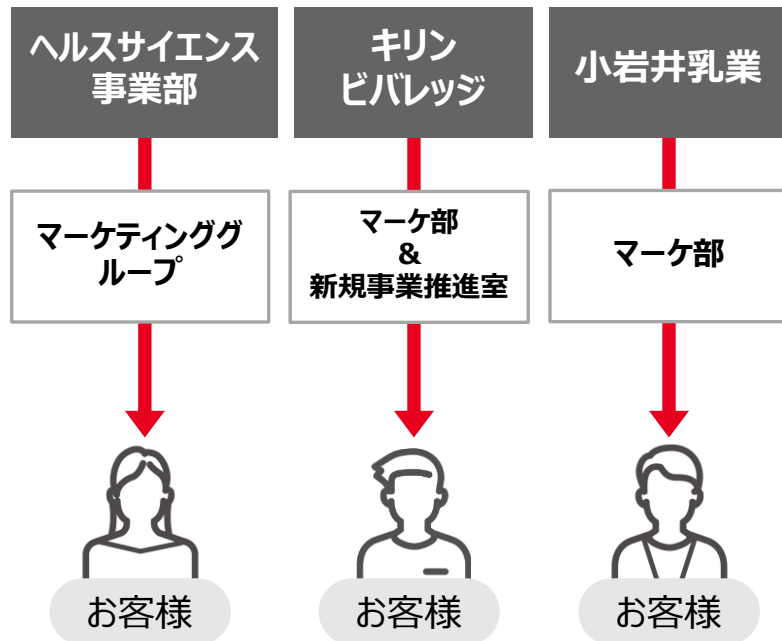 ヘルスサイエンス
事業部
キリン
ビバレッジ
小岩井乳業
マーケティンググ
ループ
マーケ部
&
新規事業推進室
マーケ部
お客様
お客様
お客様